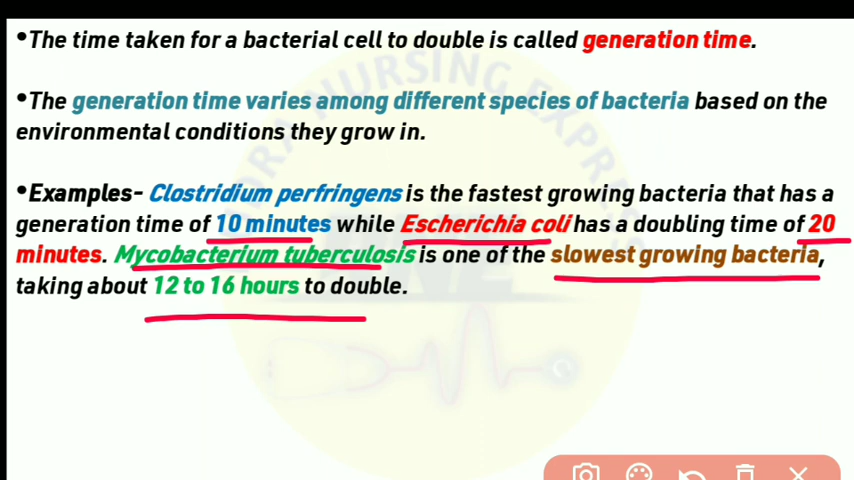 •The time taken for a bacterial cell to double is called generation time.
•The generation time varies among different species of bacteria based on the
environmental conditions they grow in.
•Examples- Clostridium perfringens is the fastest growing bacteria that has a
generation time of 10 minutes while Escherichia coli has a doubling time of 20
minutes. Mycobacterium tuberculosis is one of the slowest growing bacteria,
taking about 12 to 16 hours to double.
NURSING EXPRESS